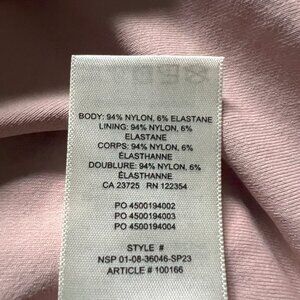 BODY: 94% NYLON, 6% ELASTANE
LINING: 94% NYLON, 6%
ELASTANE
CORPS: 94% NYLON, 6%
ÉLASTHANNE
DOUBLURE: 94% NYLON, 6%
ÉLASTHANNE
CA 23725 RN 122354
PO 4500194002
PO 4500194003
PO 4500194004
STYLE #
NSP 01-08-36046-SP23
ARTICLE # 100166